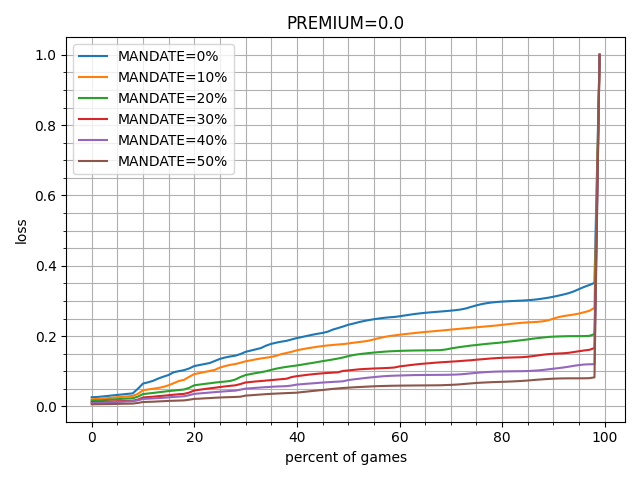 PREMIUM=0.0
MANDATE=0%
MANDATE=10%
MANDATE=20%
MANDATE=30%
MANDATE=40%
MANDATE=50%
1.0
0.8
0.6
0.4
0.2
0.0
loss
0 20 40 60 80 100
percent of games